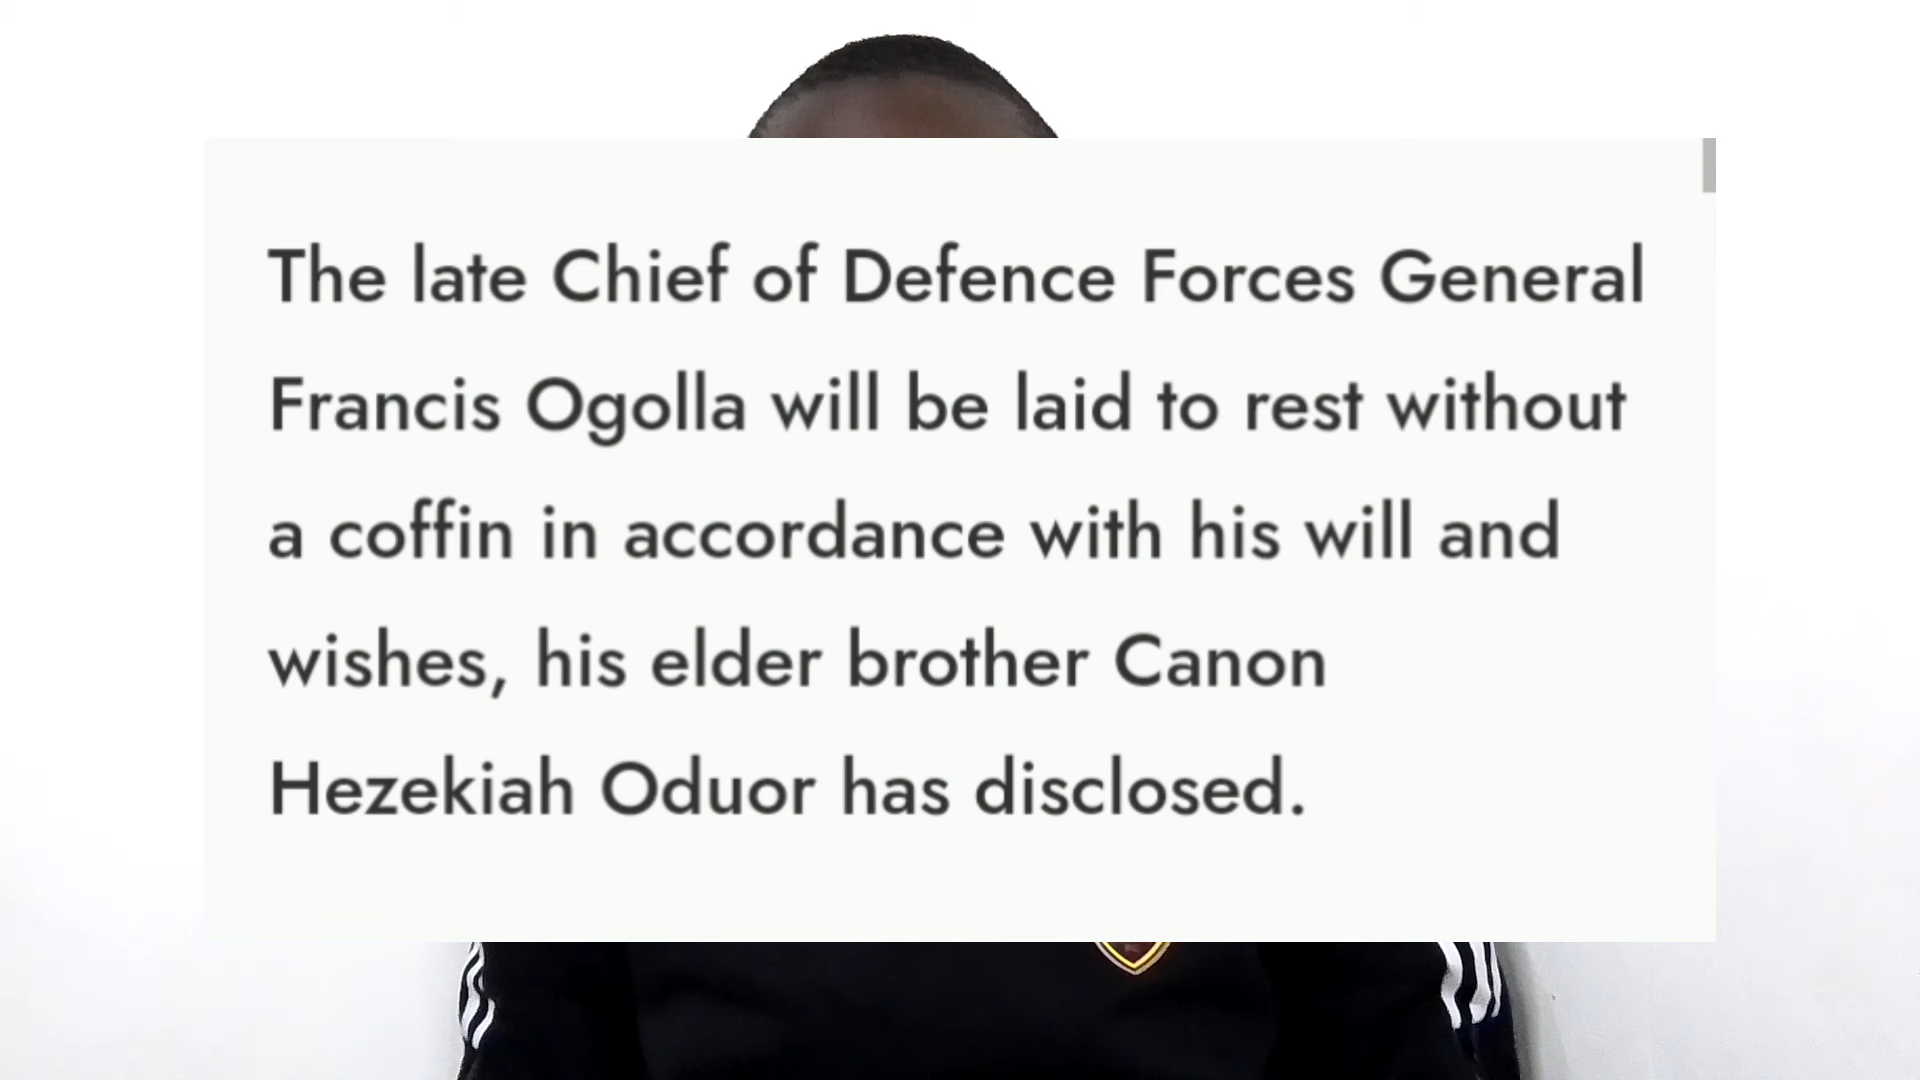 The late Chief of Defence Forces General
Francis Ogolla will be laid to rest without
a coffin in accordance with his will and
wishes, his elder brother Canon
Hezekiah Oduor has disclosed.